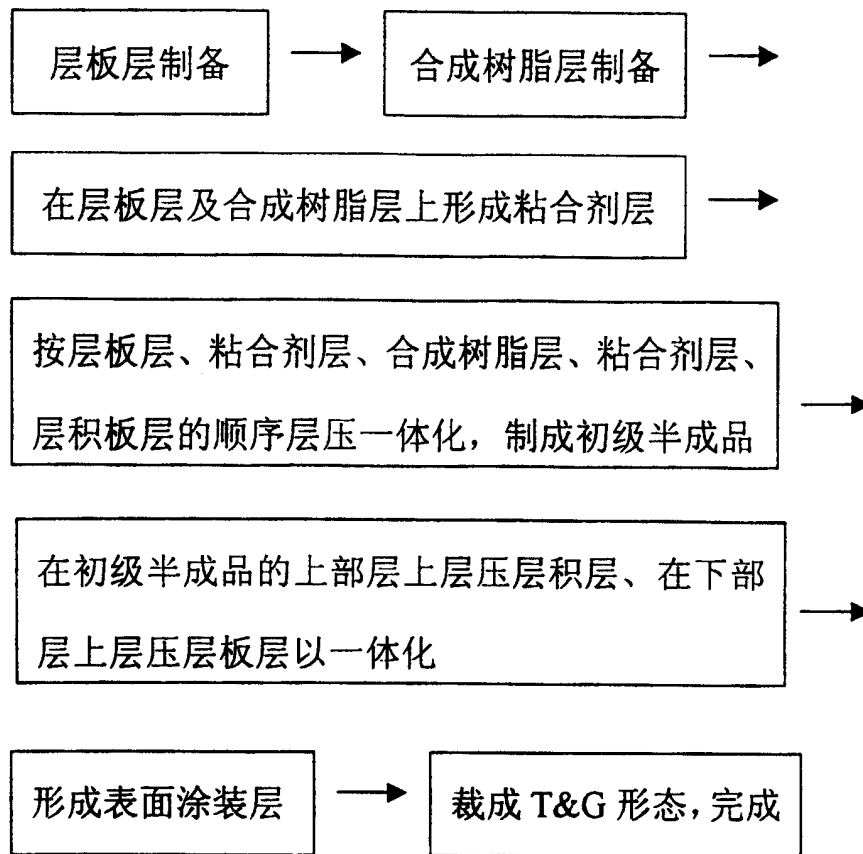 层板层制备
合成树脂层制备
在层板层及合成树脂层上形成粘合剂层
按层板层、粘合剂层、合成树脂层、粘合剂层、
层积板层的顺序层压一体化，制成初级半成品
在初级半成品的上部层上层压层积层、在下部
层上层压层板层以一体化
形成表面涂装层
裁成 T&G 形态，完成